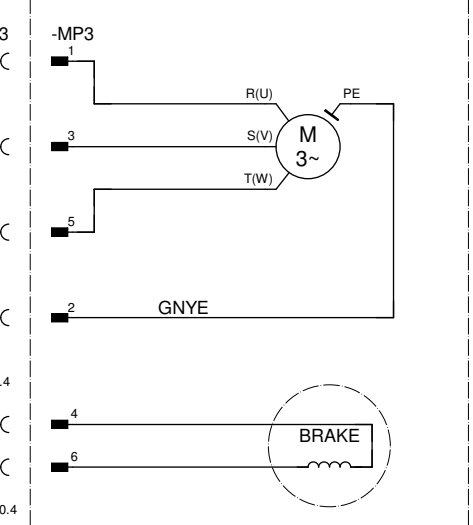 3 -MP3
1
R(U) PE
3 S(V) M
3~
T(W)
5
2 GNYE
.4
4
BRAKE
6
0.4